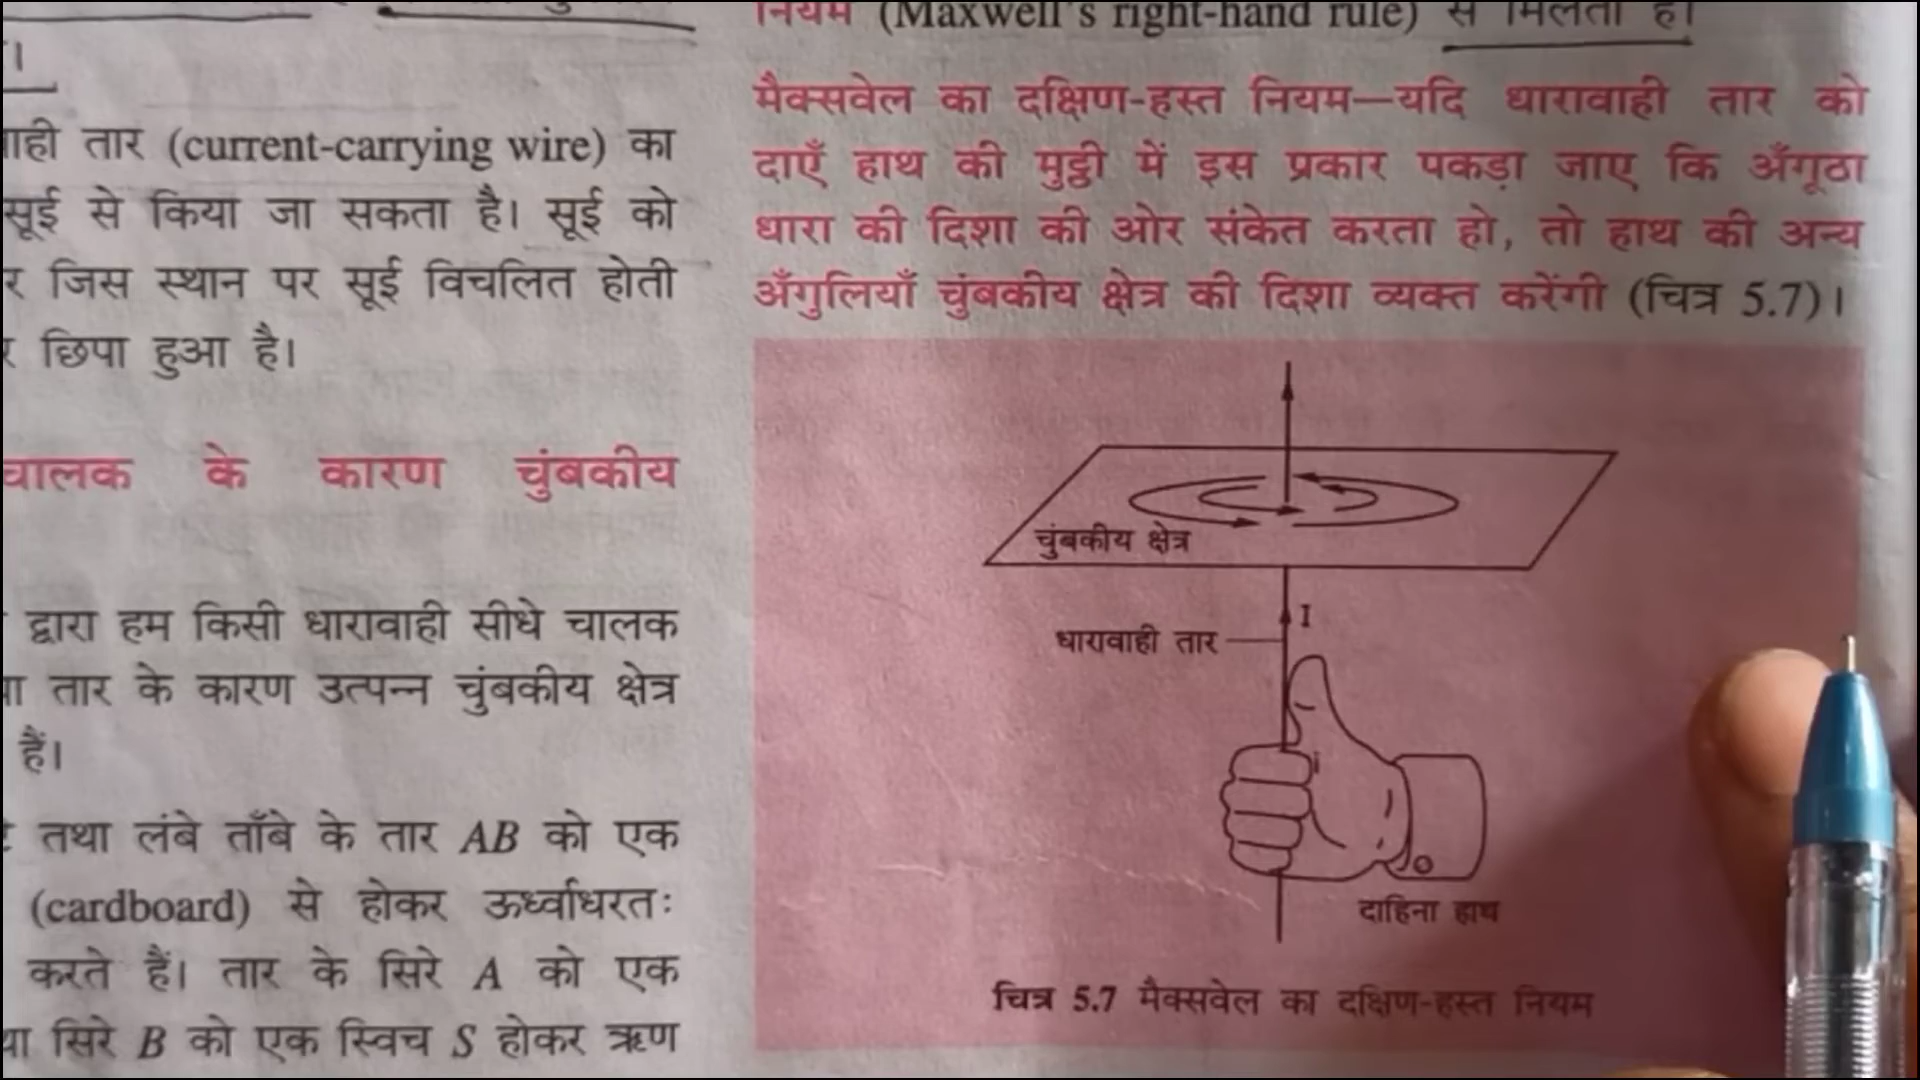 ।
वाही तार (current-carrying wire) का
सूई से किया जा सकता है। सूई को
जिस स्थान पर सूई विचलित होती
छिपा हुआ है।
चालक के कारण चुंबकीय
द्वारा हम किसी धारावाही सीधे चालक
तार के कारण उत्पन्न चुंबकीय क्षेत्र
हैं।
तथा लंबे ताँबे के तार AB को एक
(cardboard) से होकर ऊर्ध्वाधरतः
करते हैं। तार के सिरे A को एक
सिरे B को एक स्विच S होकर ऋण
नियम (Maxwell's right-hand rule) से मिलता है।
मैक्सवेल का दक्षिण-हस्त नियम—यदि धारावाही तार को
दाएँ हाथ की मुट्ठी में इस प्रकार पकड़ा जाए कि अँगूठा
धारा की दिशा की ओर संकेत करता हो, तो हाथ की अन्य
अँगुलियाँ चुंबकीय क्षेत्र की दिशा व्यक्त करेंगी (चित्र 5.7)।
चुंबकीय क्षेत्र
I
धारावाही तार
दाहिना हाथ
चित्र 5.7 मैक्सवेल का दक्षिण-हस्त नियम